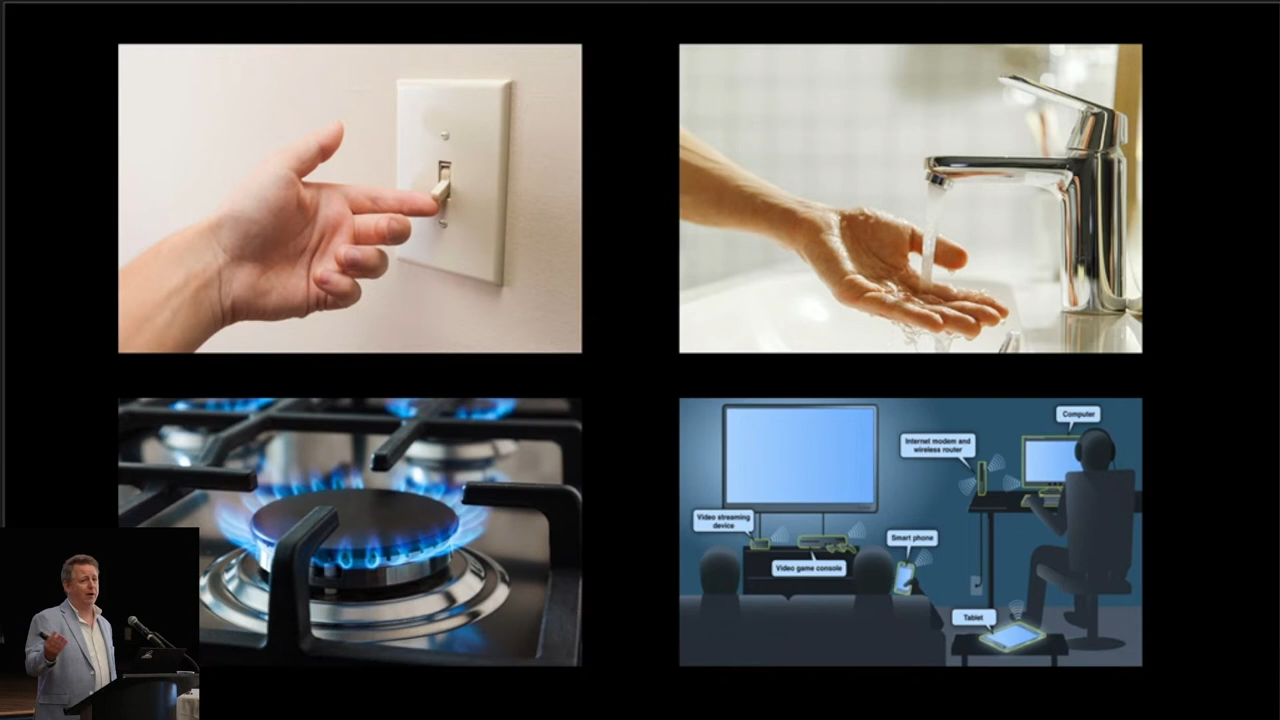 Computer
Internet modem and
wireless router
Video streaming
device
Smart phone
Video game console
Tablet